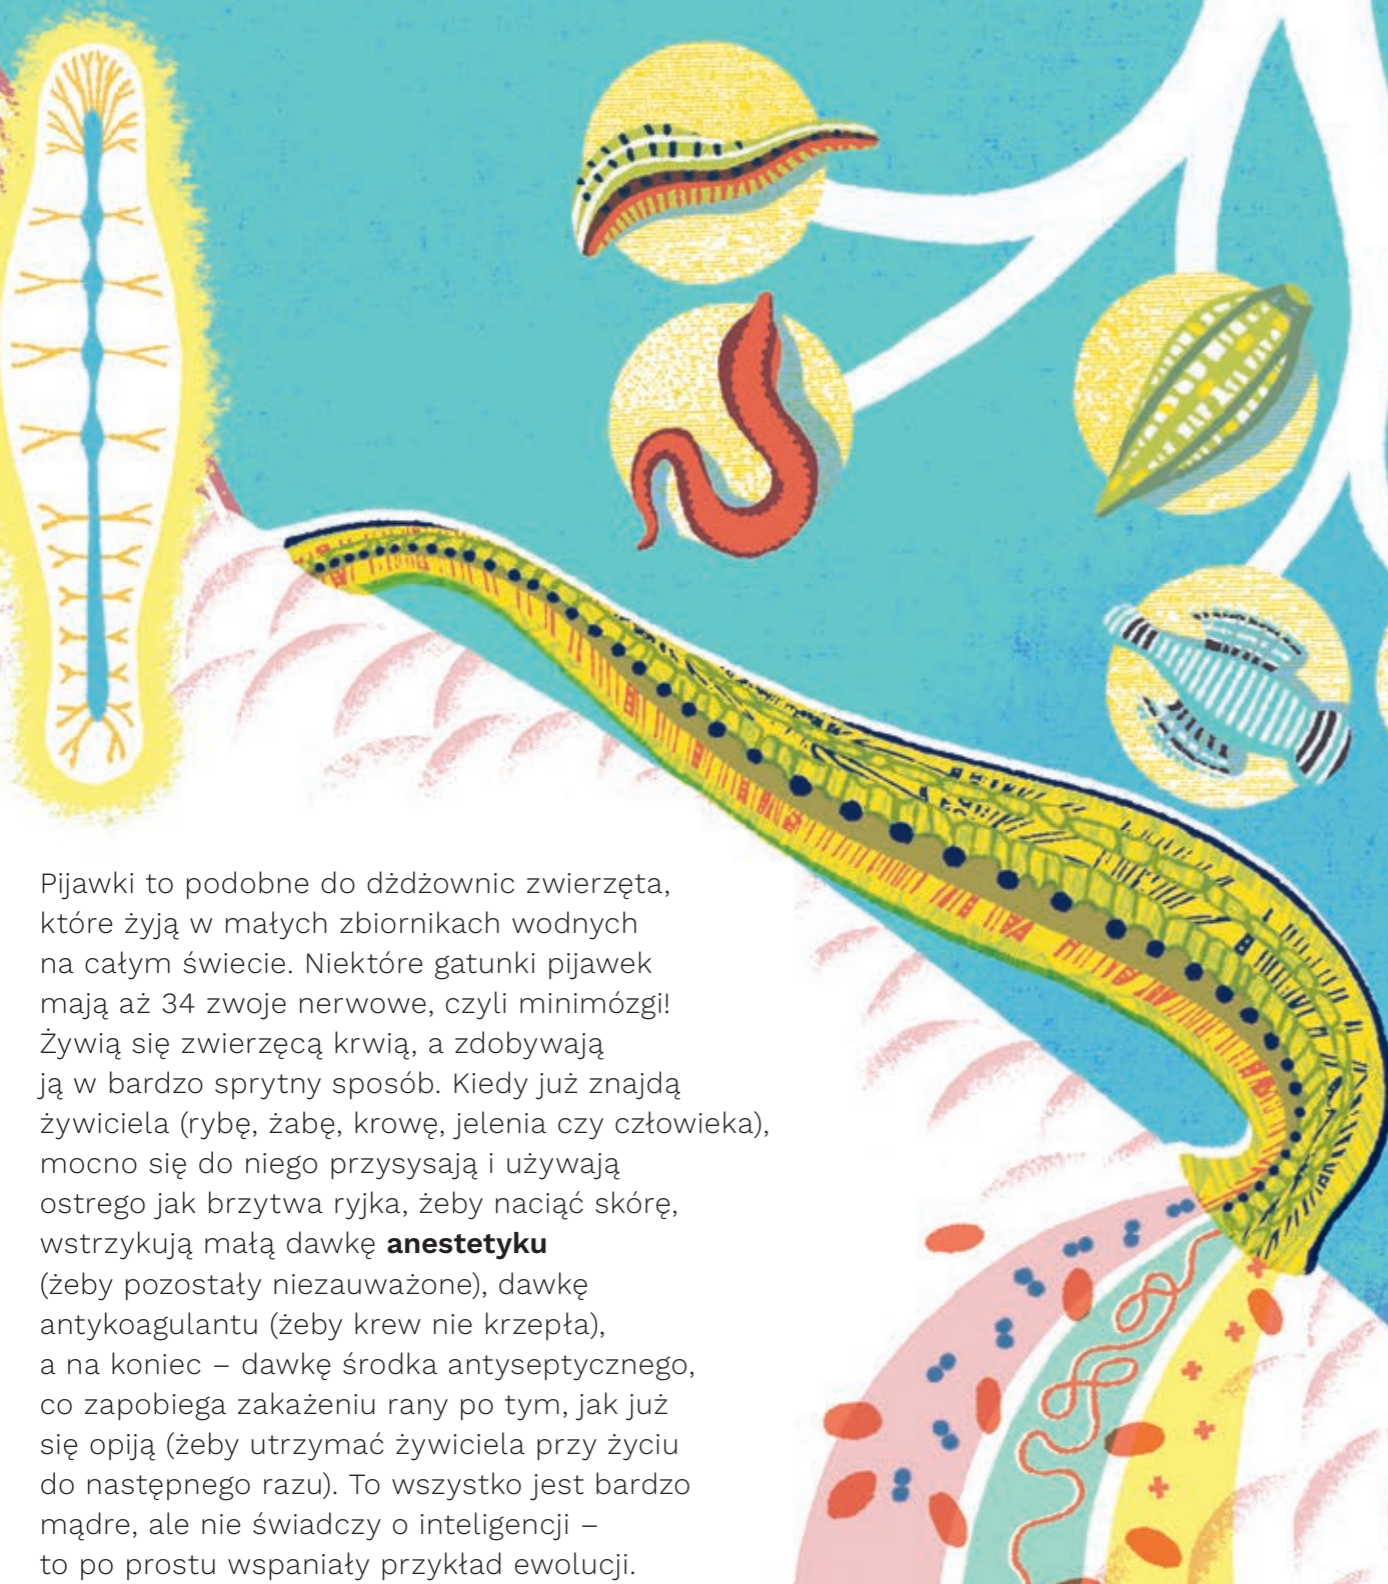 Pijawki to podobne do dżdżownic zwierzęta,
które żyją w małych zbiornikach wodnych
na całym świecie. Niektóre gatunki pijawek
mają aż 34 zwoje nerwowe, czyli minimózgi!
Żywią się zwierzęcą krwią, a zdobywają
ją w bardzo sprytny sposób. Kiedy już znajdą
żywiciela (rybę, żabę, krowę, jelenia czy człowieka),
mocno się do niego przysysają i używają
ostrego jak brzytwa ryjka, żeby naciąć skórę,
wstrzykują małą dawkę anestetyku
(żeby pozostały niezauważone), dawkę
antykoagulantu (żeby krew nie krzepła),
a na koniec – dawkę środka antyseptycznego,
co zapobiega zakażeniu rany po tym, jak już
się opiją (żeby utrzymać żywiciela przy życiu
do następnego razu). To wszystko jest bardzo
mądre, ale nie świadczy o inteligencji –
to po prostu wspaniały przykład ewolucji.